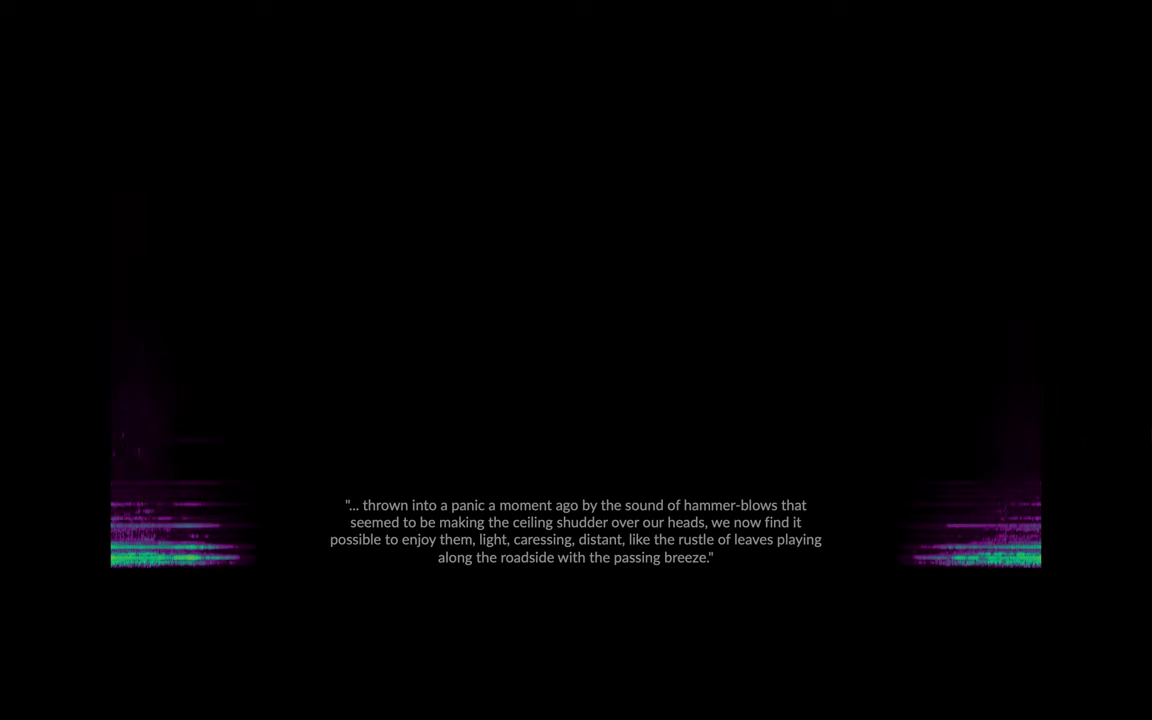 "... thrown into a panic a moment ago by the sound of hammer-blows that
seemed to be making the ceiling shudder over our heads, we now find it
possible to enjoy them, light, caressing, distant, like the rustle of leaves playing
along the roadside with the passing breeze."